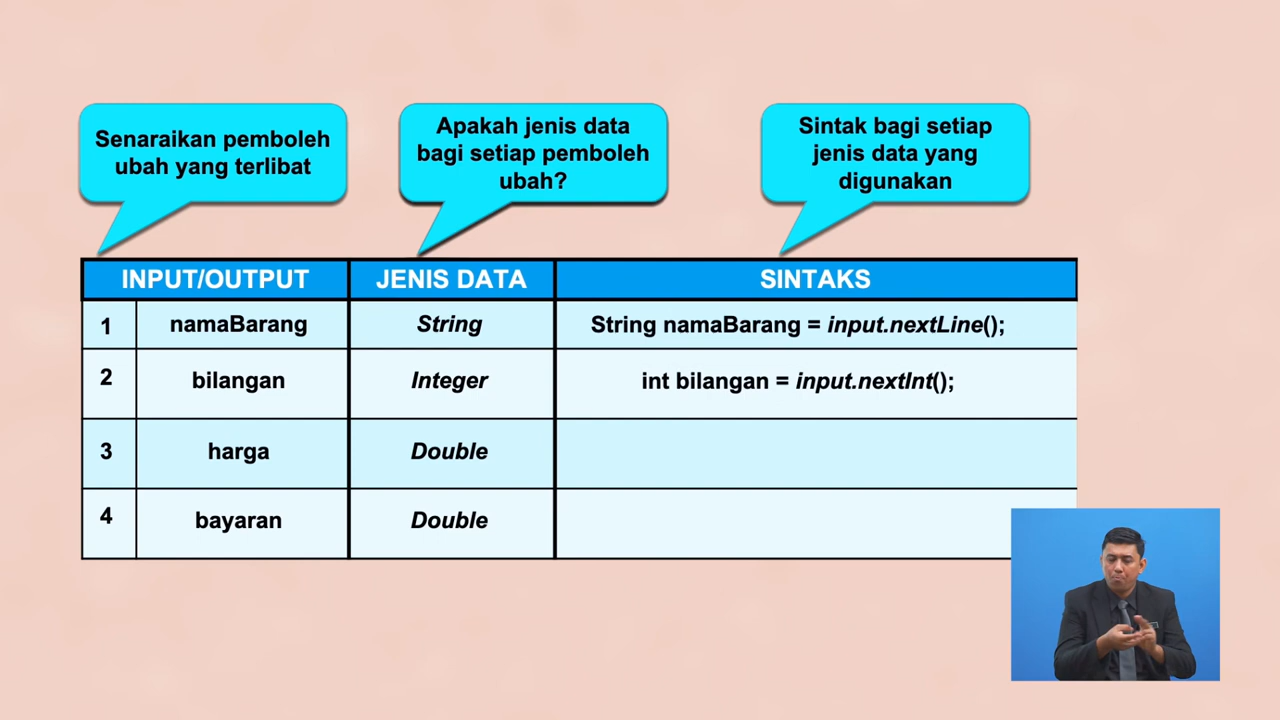 Senaraikan pemboleh
ubah yang terlibat
Apakah jenis data
bagi setiap pemboleh
ubah?
Sintak bagi setiap
jenis data yang
digunakan
INPUT/OUTPUT JENIS DATA SINTAKS
1 namaBarang String String namaBarang = input.nextLine();
2 bilangan Integer int bilangan = input.nextInt();
3 harga Double
4 bayaran Double